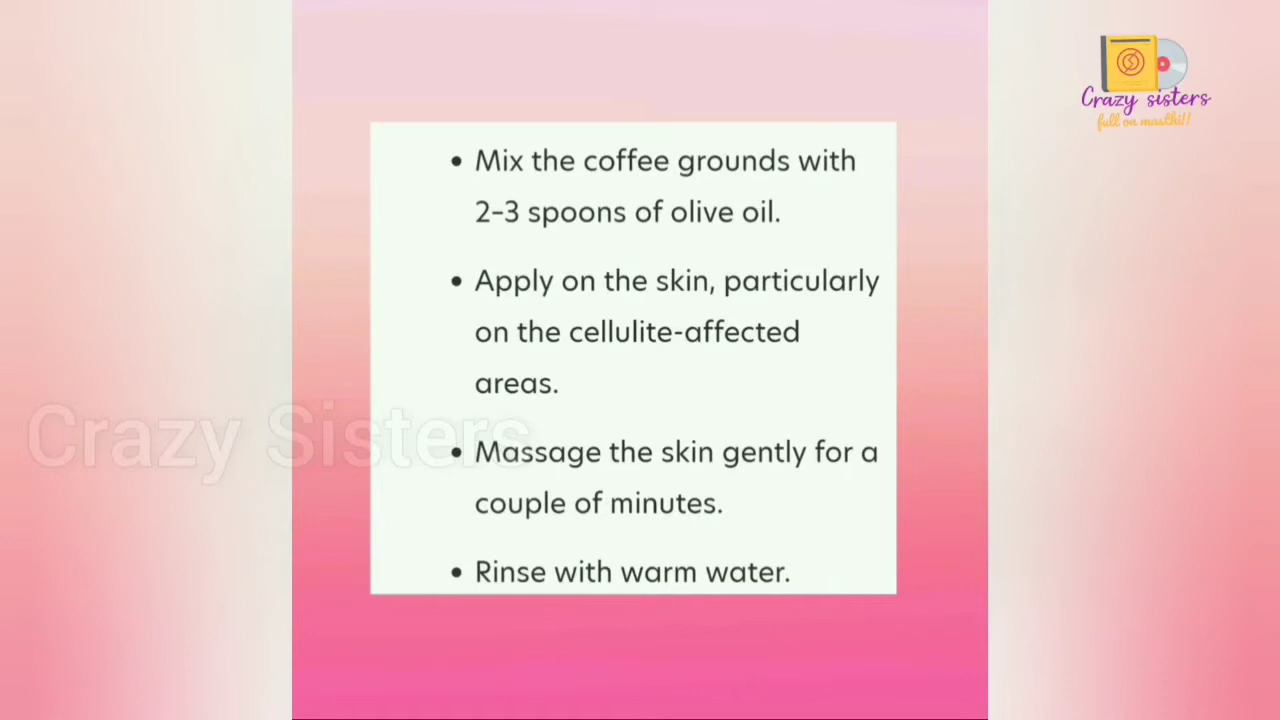 Crazy sisters
full on masthi!!
• Mix the coffee grounds with
2–3 spoons of olive oil.
• Apply on the skin, particularly
on the cellulite-affected
areas.
Crazy Sisters
• Massage the skin gently for a
couple of minutes.
• Rinse with warm water.